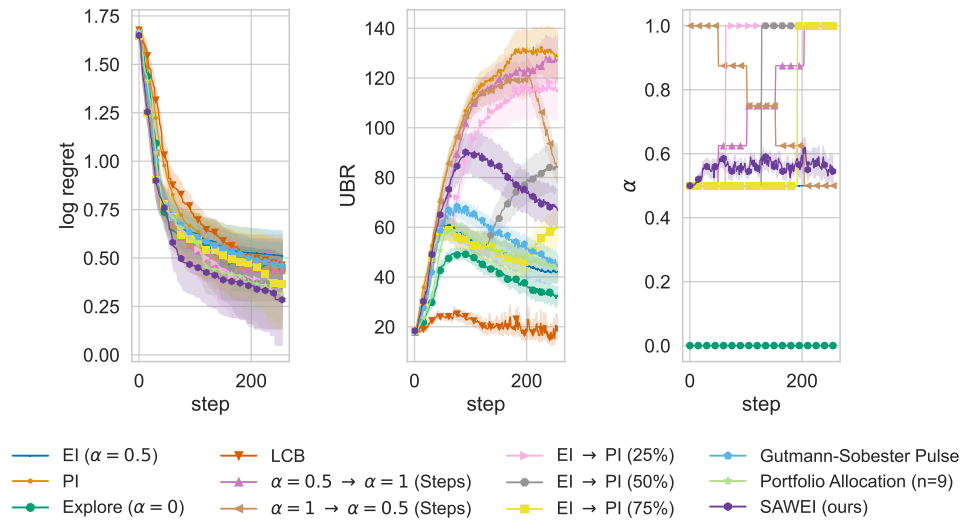 1.75
1.50
1.25
1.00
0.75
0.50
0.25
0.00
log regret
0
200
step
140
120
100
80
60
40
20
UBR
0
200
step
1.0
0.8
0.6
0.4
0.2
0.0
α
0
200
step
EI (α = 0.5)
PI
Explore (α = 0)
LCB
α = 0.5 → α = 1 (Steps)
α = 1 → α = 0.5 (Steps)
EI → PI (25%)
EI → PI (50%)
EI → PI (75%)
Gutmann-Sobester Pulse
Portfolio Allocation (n=9)
SAWEI (ours)